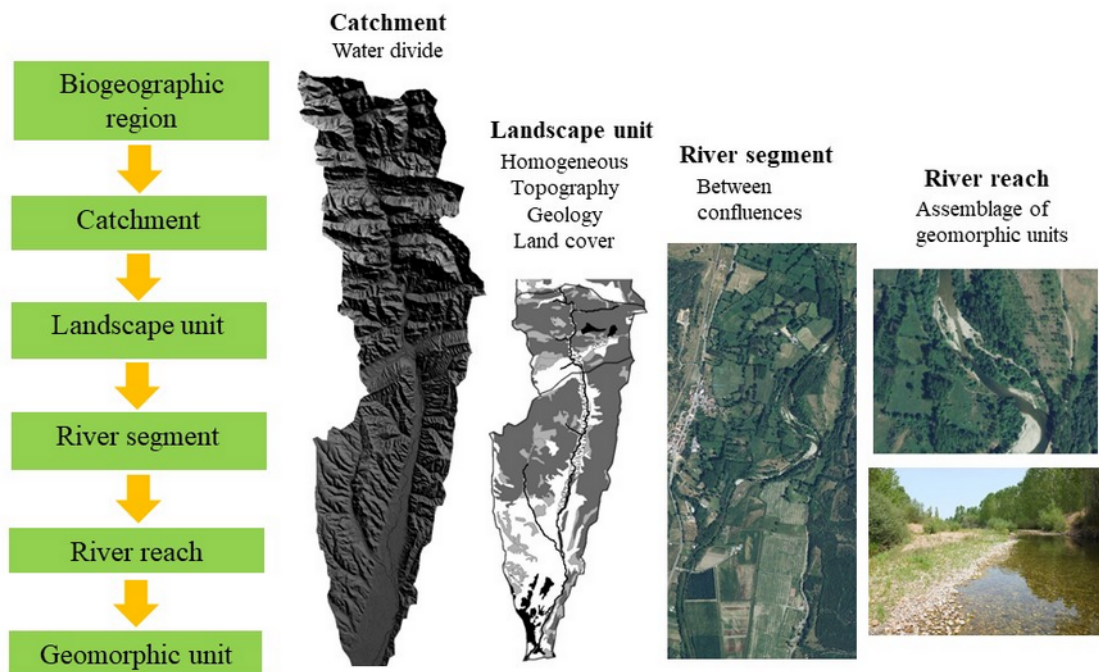 Biogeographic
region
Catchment
Landscape unit
River segment
River reach
Geomorphic unit
Catchment
Water divide
Landscape unit
Homogeneous
Topography
Geology
Land cover
River segment
Between
confluences
River reach
Assemblage of
geomorphic units